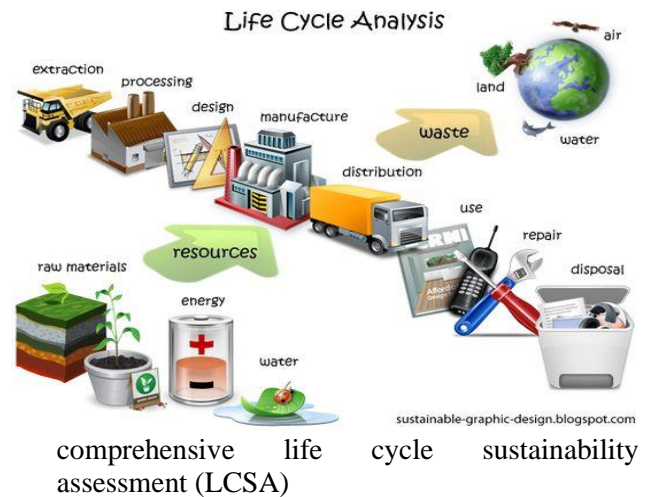 Life Cycle Analysis
air
extraction
processing
land
design
manufacture
waste
water
distribution
use
resources
repair
raw materials
disposal
energy
water
sustainable-graphic-design.blogspot.com
comprehensive life cycle sustainability
assessment (LCSA)